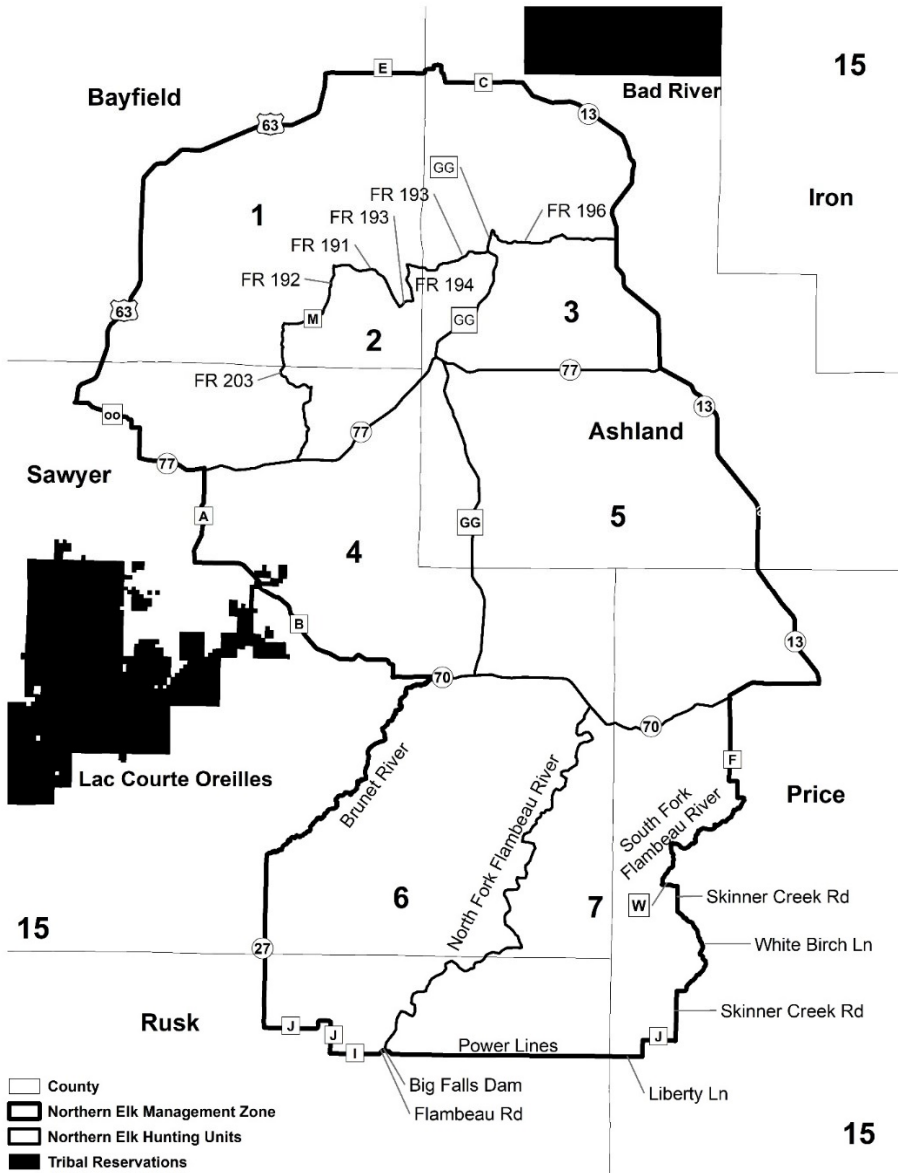 15
E
C
Bayfield
Bad River
63
13
GG
Iron
FR 193
1
FR 193
FR 196
FR 191
FR 192
FR 194
63
M
GG
3
2
FR 203
77
13
oo
77
Ashland
Sawyer
77
A
GG
5
4
B
13
70
70
Brunet River
North Fork Flambeau River
F
Lac Courte Oreilles
South Fork
Flambeau River
Price
6
7
W
Skinner Creek Rd
15
27
White Birch Ln
Rusk
J
J
Skinner Creek Rd
I
Power Lines
J
Big Falls Dam
Liberty Ln
Flambeau Rd
County
Northern Elk Management Zone
Northern Elk Hunting Units
Tribal Reservations
15